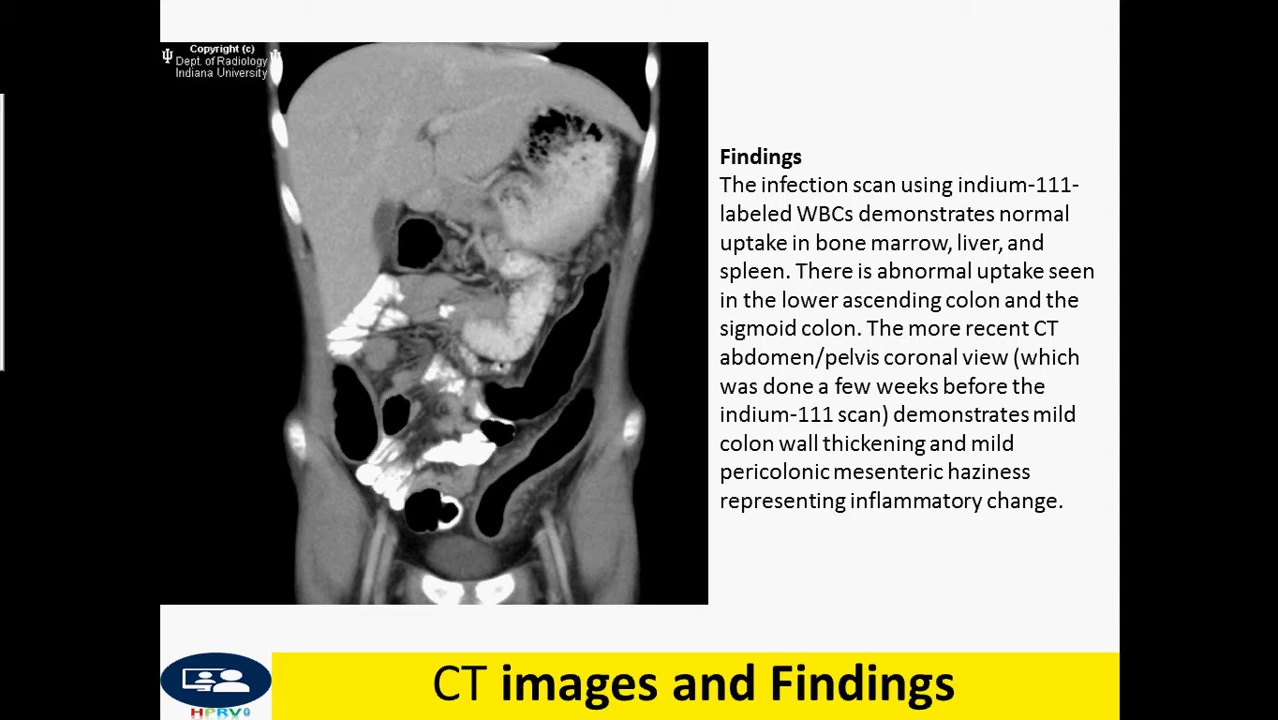 Copyright (c)
Dept. of Radiology
Indiana University
Findings
The infection scan using indium-111-
labeled WBCs demonstrates normal
uptake in bone marrow, liver, and
spleen. There is abnormal uptake seen
in the lower ascending colon and the
sigmoid colon. The more recent CT
abdomen/pelvis coronal view (which
was done a few weeks before the
indium-111 scan) demonstrates mild
colon wall thickening and mild
pericolonic mesenteric haziness
representing inflammatory change.
CT images and Findings